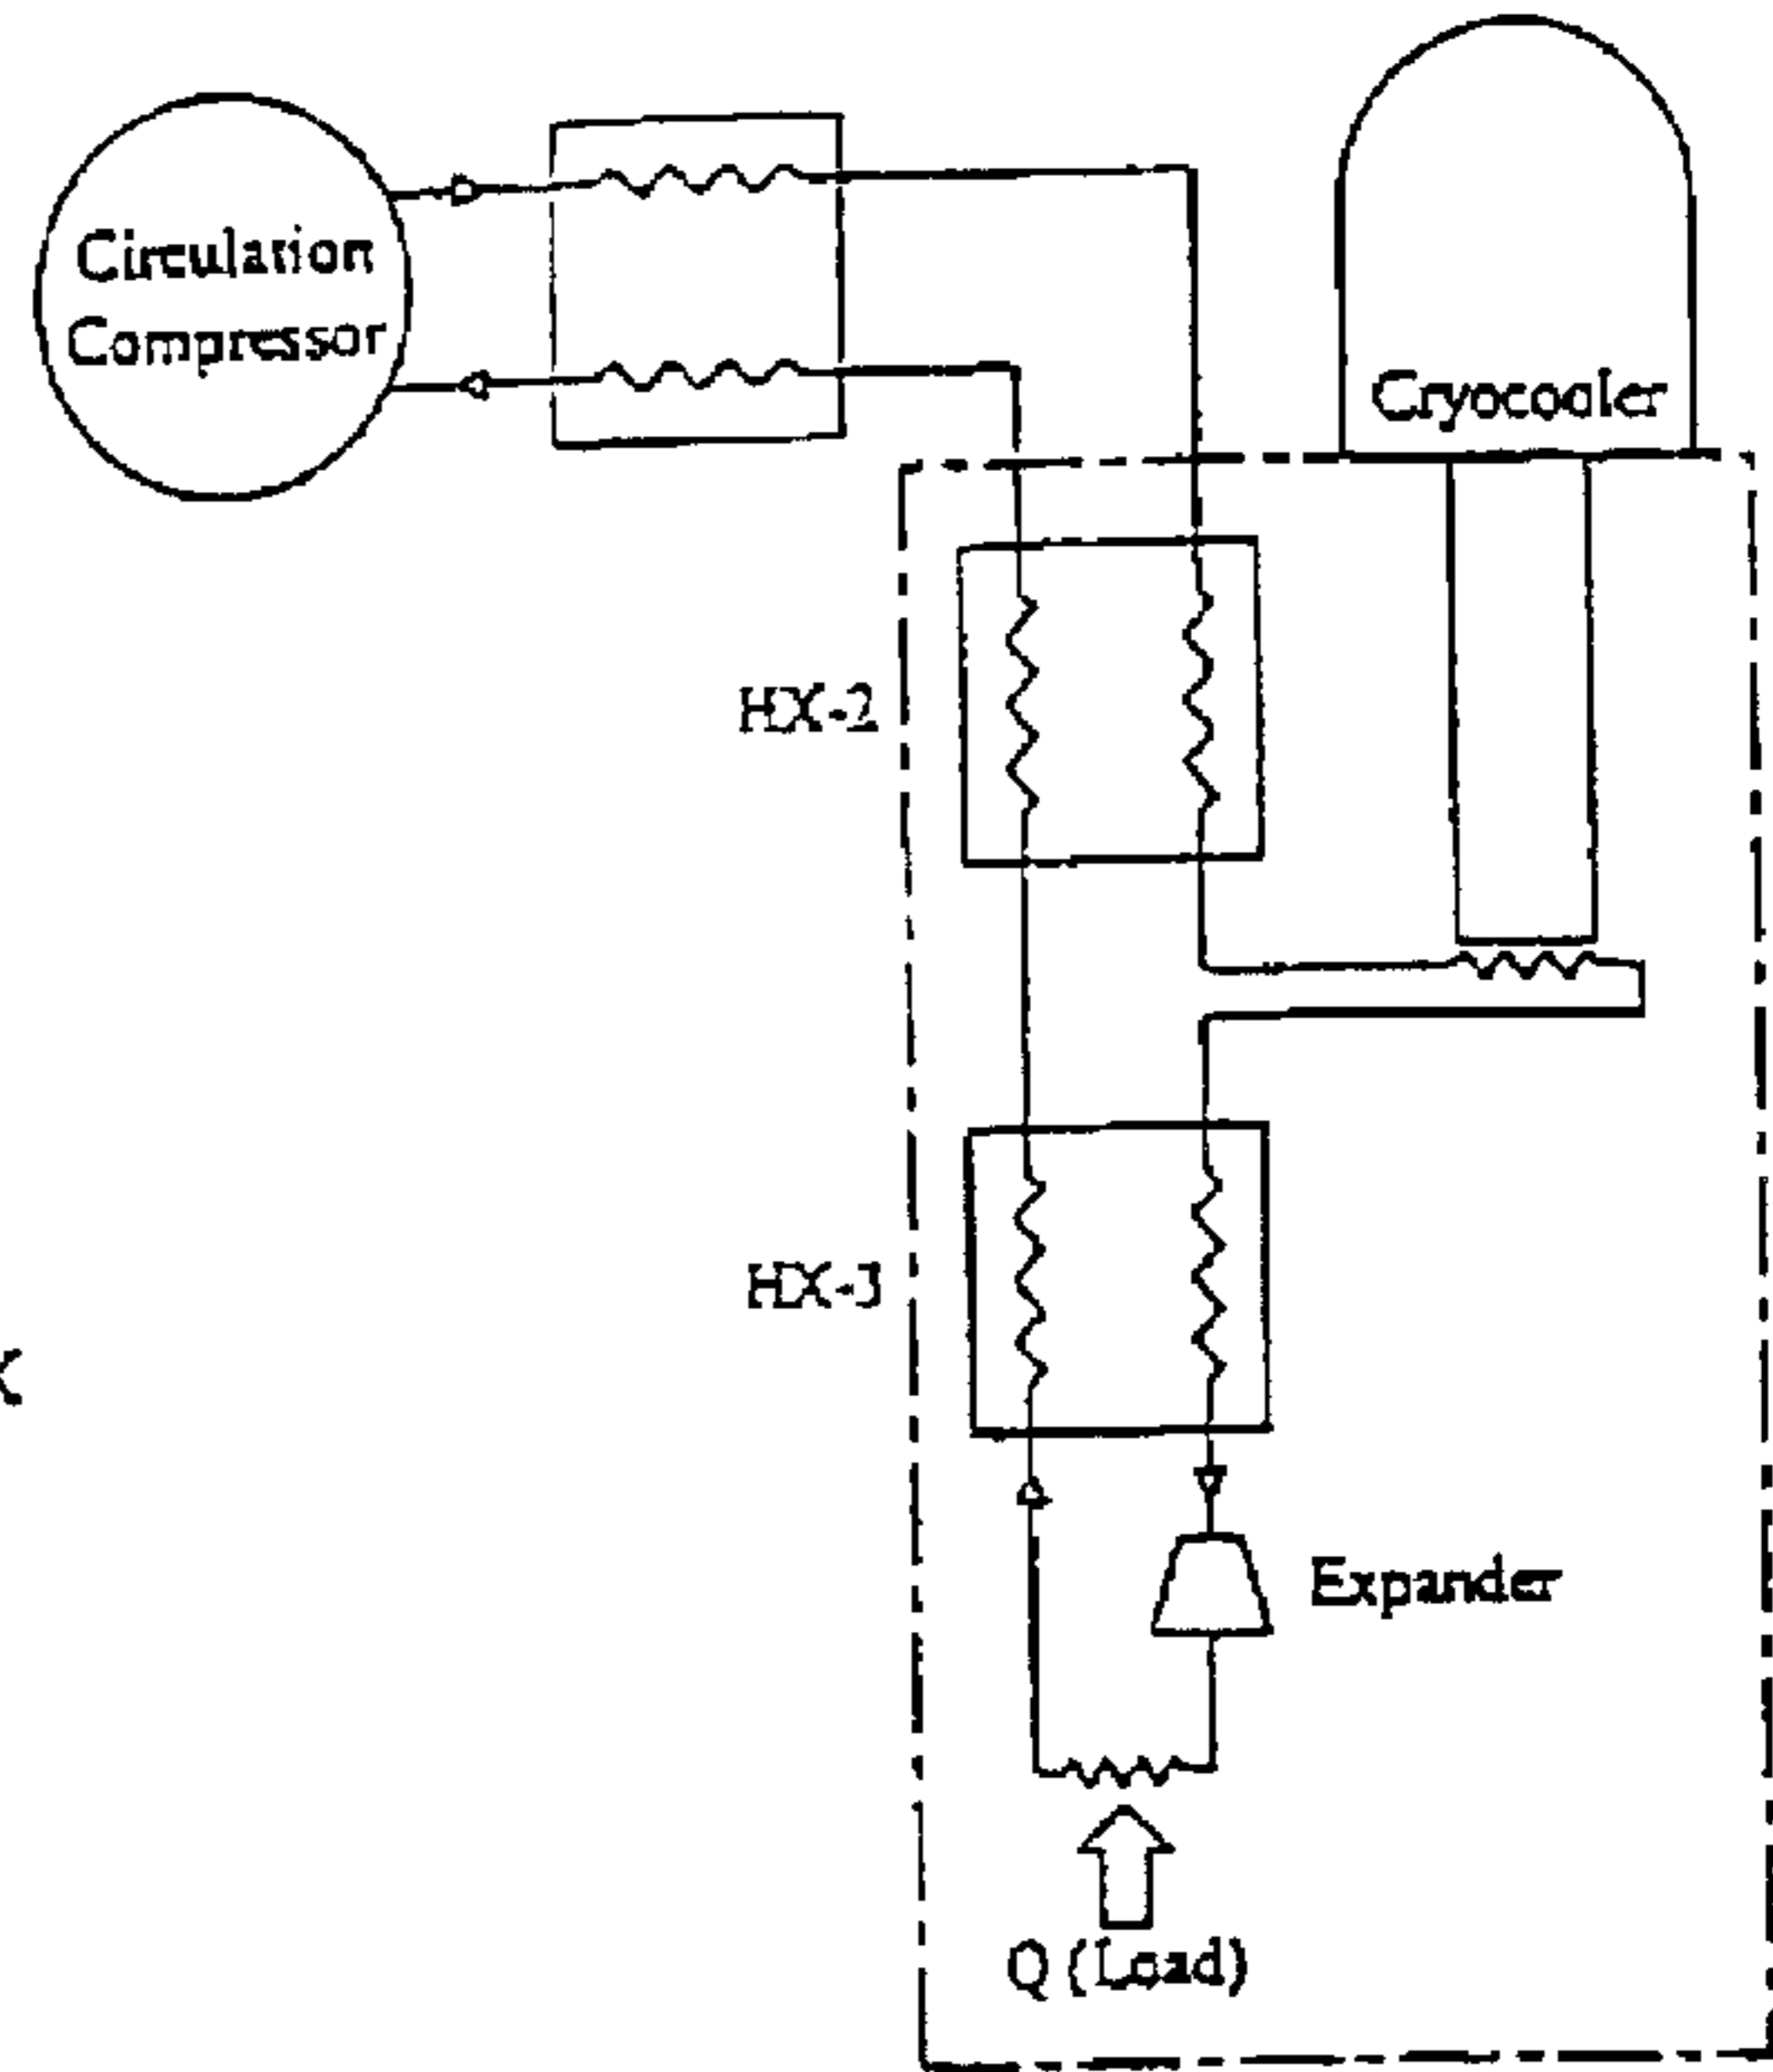 Circulation
Compressor
Cryocooler
HX-2
HX-3
Expander
Q (Load)